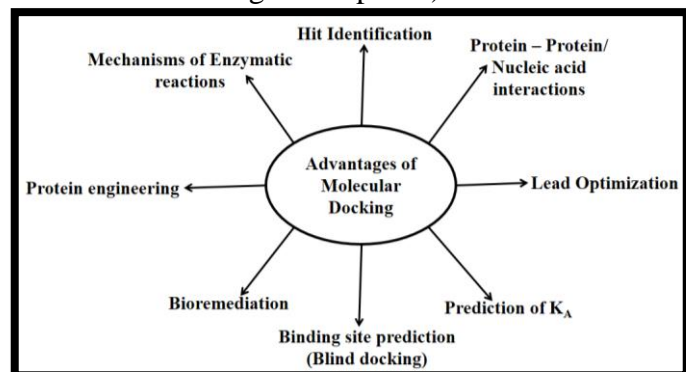 Hit Identification
Protein – Protein/
Nucleic acid
interactions
Mechanisms of Enzymatic
reactions
Advantages of
Molecular
Docking
Protein engineering
Lead Optimization
Bioremediation
Prediction of K_A
Binding site prediction
(Blind docking)